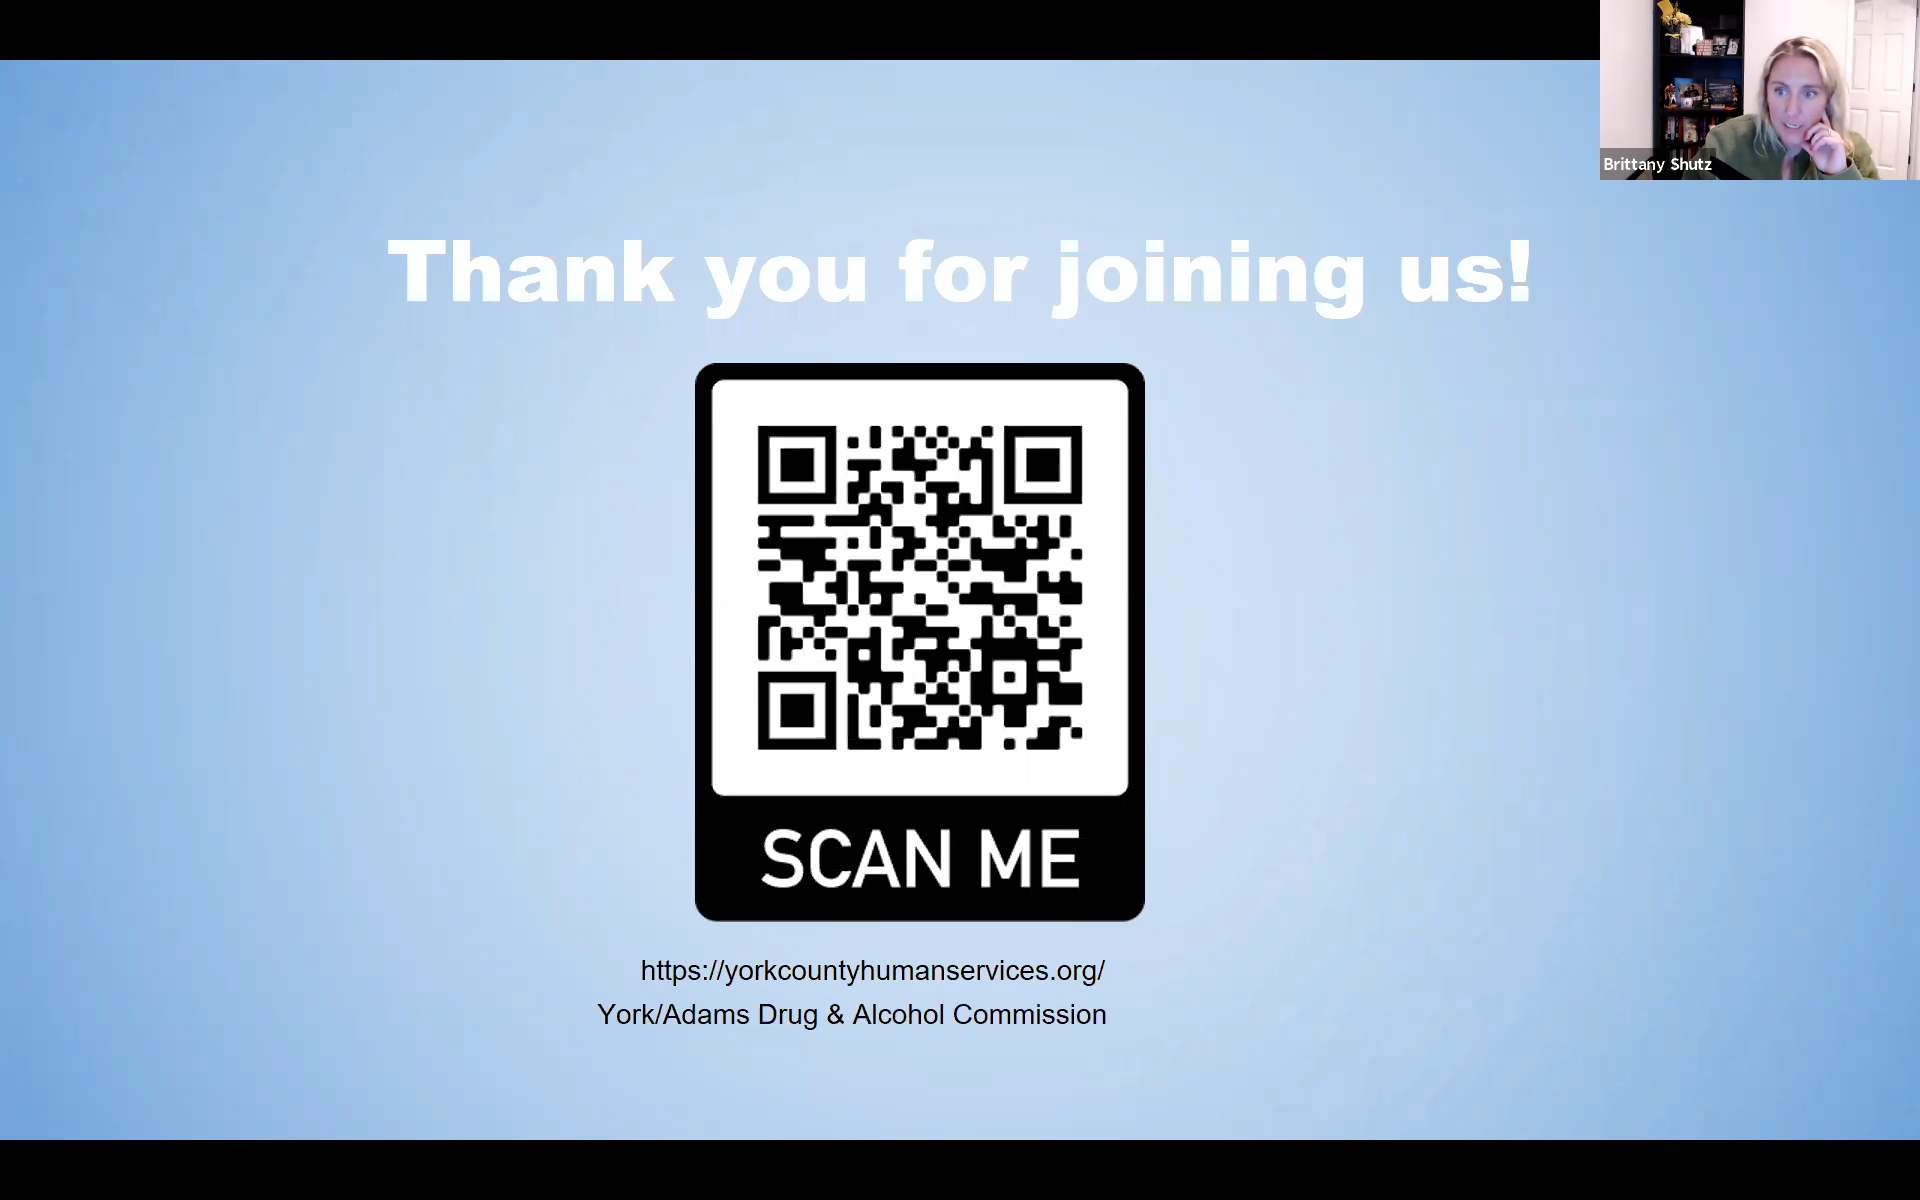 Brittany Shutz
Thank you for joining us!
SCAN ME
https://yorkcountyhumanservices.org/
York/Adams Drug & Alcohol Commission